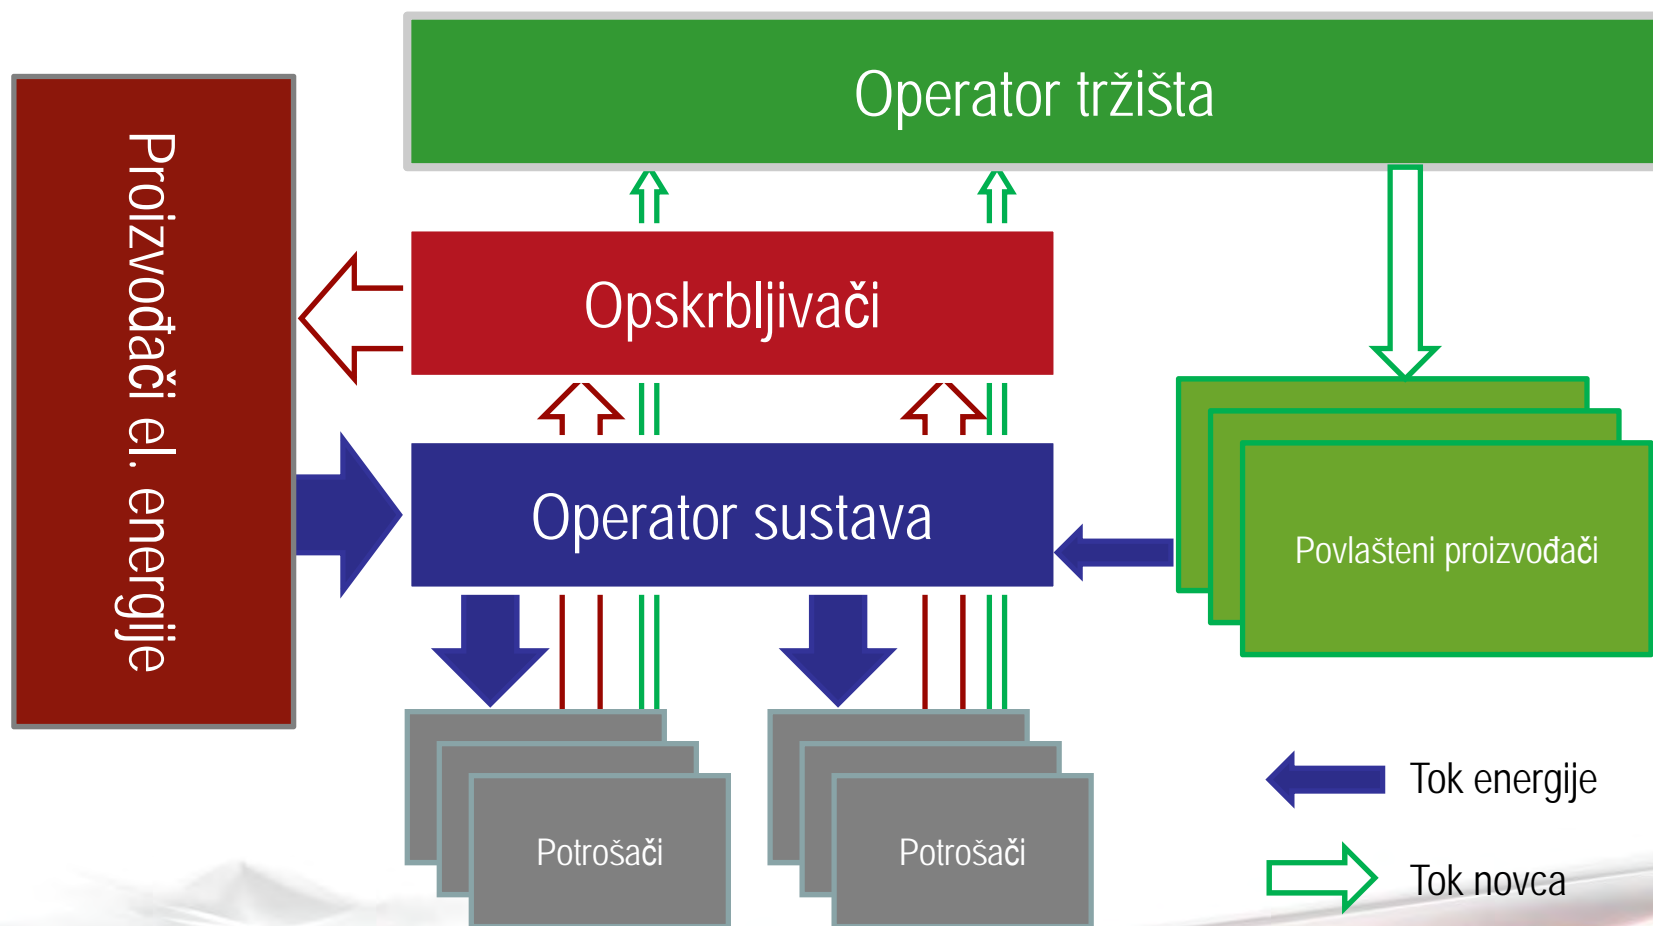 Operator tržišta
Proizvođači el. energije
Opskrbljivači
Operator sustava
Povlašteni proizvođači
Potrošači
Potrošači
Tok energije
Tok novca